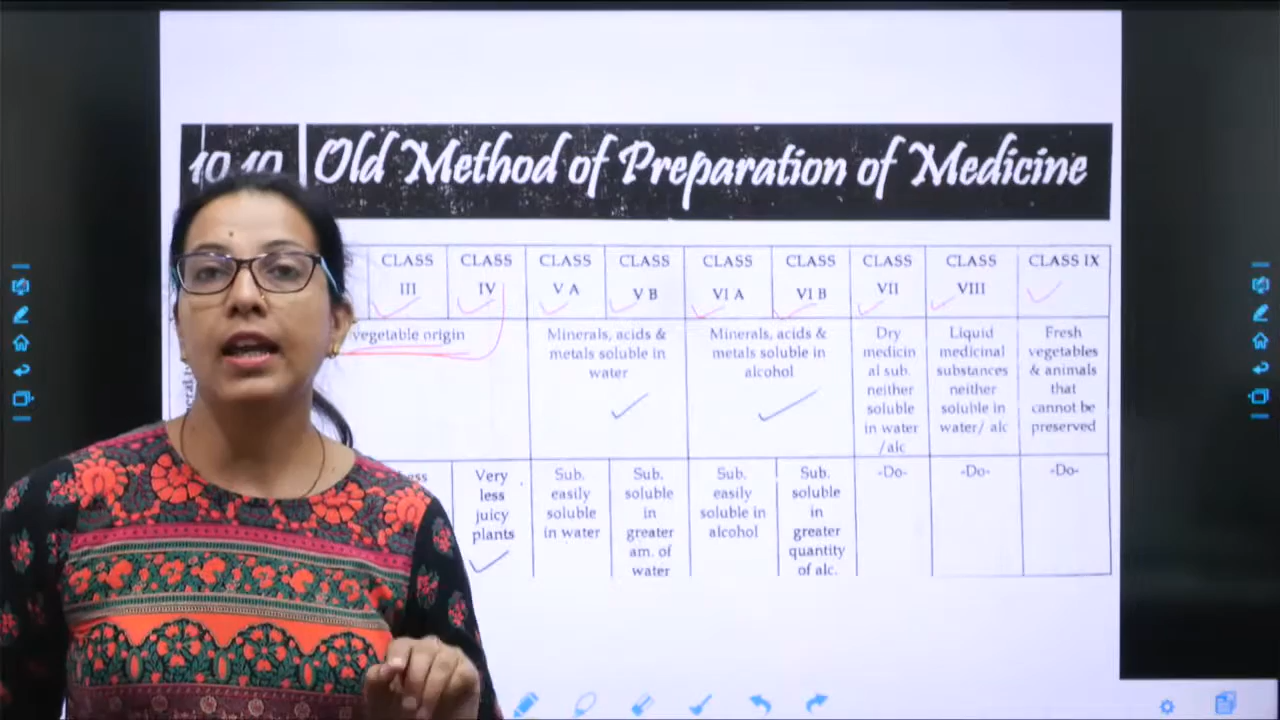 10.10 Old Method of Preparation of Medicine
CLASS CLASS CLASS CLASS CLASS CLASS CLASS CLASS CLASS IX
III IV V A V B VI A VI B VII VIII
vegetable origin
Minerals, acids &
metals soluble in
water
Minerals, acids &
metals soluble in
alcohol
Dry
medicin
al sub.
neither
soluble
in water
/alc
Liquid
medicinal
substances
neither
soluble in
water/ alc
Fresh
vegetables
& animals
that
cannot be
preserved
Very
less
juicy
plants
Sub.
easily
soluble
in water
Sub.
soluble
in
greater
am. of
water
Sub.
easily
soluble in
alcohol
Sub.
soluble
in
greater
quantity
of alc.
-Do-
-Do-
-Do-